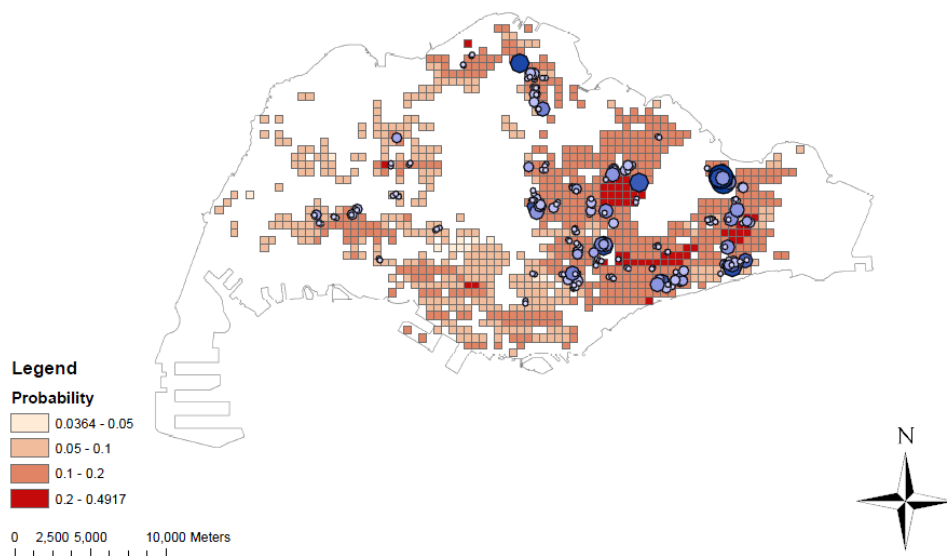 N
Legend
Probability
0.0364 - 0.05
0.05 - 0.1
0.1 - 0.2
0.2 - 0.4917
0 2,500 5,000 10,000 Meters